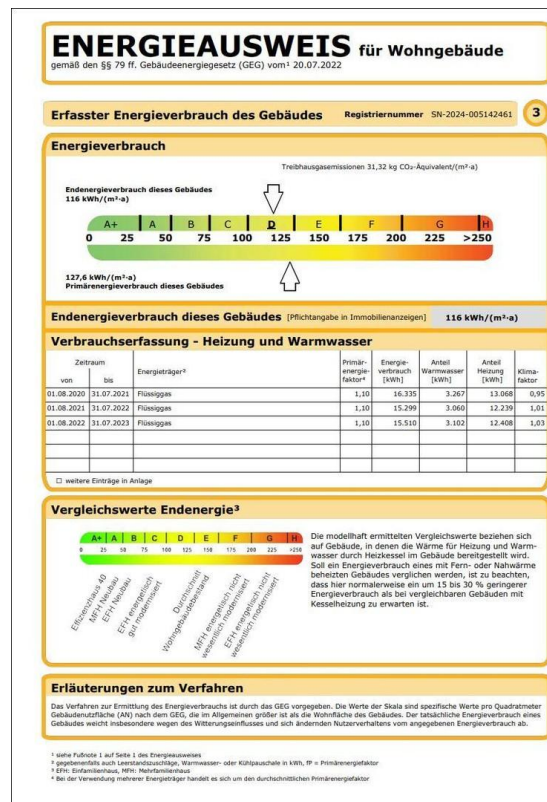 ENERGIEAUSWEIS für Wohngebäude
gemäß den §§ 79 ff. Gebäudeenergiegesetz (GEG) vom¹ 20.07.2022
Erfasster Energieverbrauch des Gebäudes Registriernummer SN-2024-005142461 3
Energieverbrauch
Treibhausgasemissionen 31,32 kg CO₂-Äquivalent/(m²·a)
Endenergieverbrauch dieses Gebäudes
116 kWh/(m²·a)
A+ A B C D E F G H
0 25 50 75 100 125 150 175 200 225 >250
127,6 kWh/(m²·a)
Primärenergieverbrauch dieses Gebäudes
Endenergieverbrauch dieses Gebäudes [Pflichtangabe in Immobilienanzeigen] 116 kWh/(m²·a)
Verbrauchserfassung - Heizung und Warmwasser
Zeitraum
von bis Energieträger² Primär-energie-faktor⁴ Energie-verbrauch [kWh] Anteil Warmwasser [kWh] Anteil Heizung [kWh] Klima-faktor
01.08.2020 31.07.2021 Flüssiggas 1,10 16.335 3.267 13.068 0,95
01.08.2021 31.07.2022 Flüssiggas 1,10 15.299 3.060 12.239 1,01
01.08.2022 31.07.2023 Flüssiggas 1,10 15.510 3.102 12.408 1,03
☐ weitere Einträge in Anlage
Vergleichswerte Endenergie³
A+ A B C D E F G H
0 25 50 75 100 125 150 175 200 225 >250
Effizienzhaus 40
MFH Neubau
EFH Neubau
EFH energetisch
gut modernisiert
Durchschnitt
Wohngebäudebestand
MFH energetisch nicht
wesentlich modernisiert
EFH energetisch nicht
wesentlich modernisiert
Die modellhaft ermittelten Vergleichswerte beziehen sich
auf Gebäude, in denen die Wärme für Heizung und Warm-
wasser durch Heizkessel im Gebäude bereitgestellt wird.
Soll ein Energieverbrauch eines mit Fern- oder Nahwärme
beheizten Gebäudes verglichen werden, ist zu beachten,
dass hier normalerweise ein um 15 bis 30 % geringerer
Energieverbrauch als bei vergleichbaren Gebäuden mit
Kesselheizung zu erwarten ist.
Erläuterungen zum Verfahren
Das Verfahren zur Ermittlung des Energieverbrauchs ist durch das GEG vorgegeben. Die Werte der Skala sind spezifische Werte pro Quadratmeter
Gebäudenutzfläche (AN) nach dem GEG, die im Allgemeinen größer ist als die Wohnfläche des Gebäudes. Der tatsächliche Energieverbrauch eines
Gebäudes weicht insbesondere wegen des Witterungseinflusses und sich ändernden Nutzerverhaltens vom angegebenen Energieverbrauch ab.
¹ siehe Fußnote 1 auf Seite 1 des Energieausweises
² gegebenenfalls auch Leerstandszuschläge, Warmwasser- oder Kühlpauschale in kWh, fP = Primärenergiefaktor
³ EFH: Einfamilienhaus, MFH: Mehrfamilienhaus
⁴ Bei der Verwendung mehrerer Energieträger handelt es sich um den durchschnittlichen Primärenergiefaktor